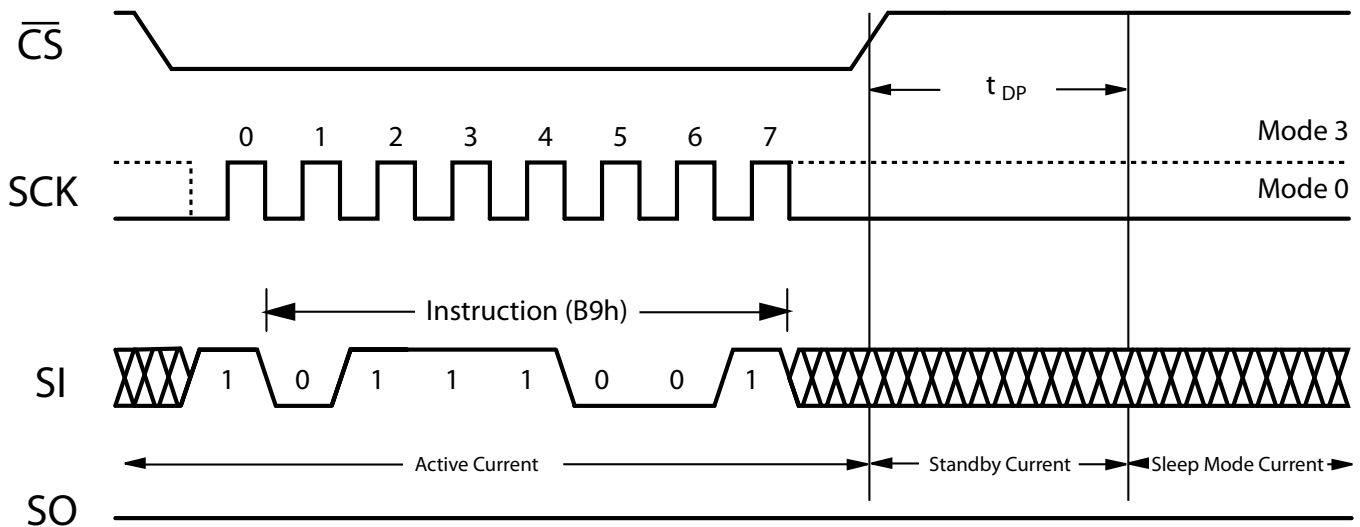 CS
t DP
0 1 2 3 4 5 6 7
Mode 3
SCK
Mode 0
Instruction (B9h)
SI
1 0 1 1 1 0 0 1
Active Current
Standby Current
Sleep Mode Current
SO